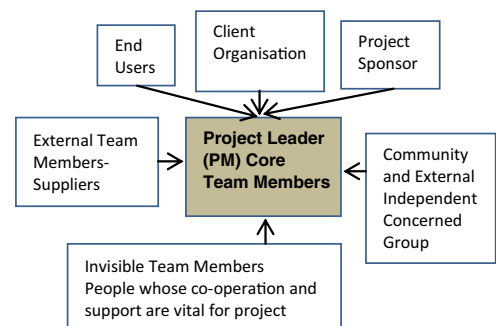 End
Users
Client
Organisation
Project
Sponsor
External Team
Members-
Suppliers
Project Leader
(PM) Core
Team Members
Community
and External
Independent
Concerned
Group
Invisible Team Members
People whose co-operation and
support are vital for project